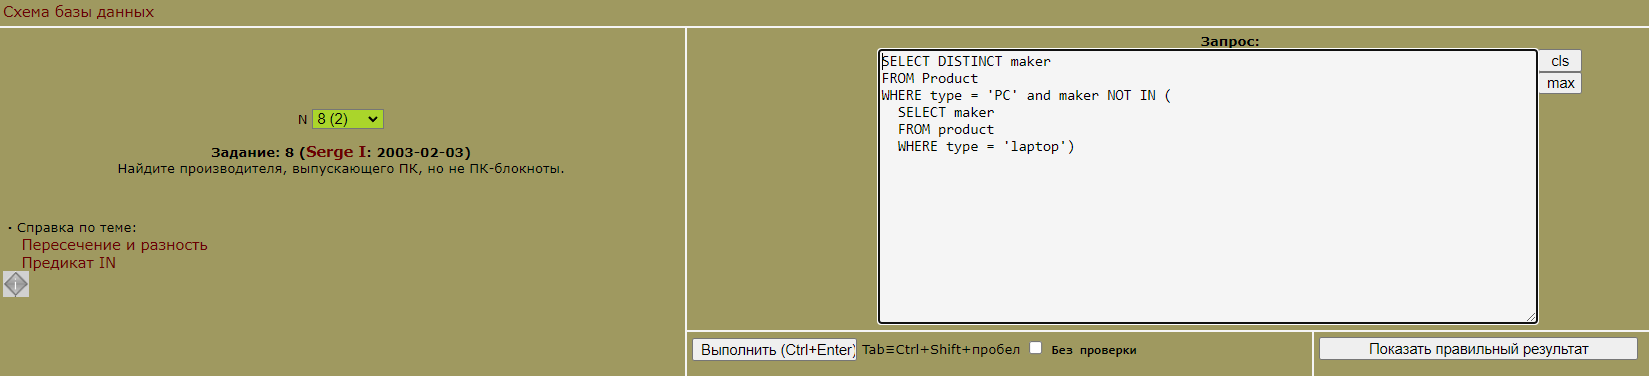 Схема базы данных
N 8 (2)
Задание: 8 (Serge I: 2003-02-03)
Найдите производителя, выпускающего ПК, но не ПК-блокноты.
· Справка по теме:
Пересечение и разность
Предикат IN
Запрос:
SELECT DISTINCT maker
FROM Product
WHERE type = 'PC' and maker NOT IN (
SELECT maker
FROM product
WHERE type = 'laptop')
cls
max
Выполнить (Ctrl+Enter) Tab≡Ctrl+Shift+пробел Без проверки
Показать правильный результат